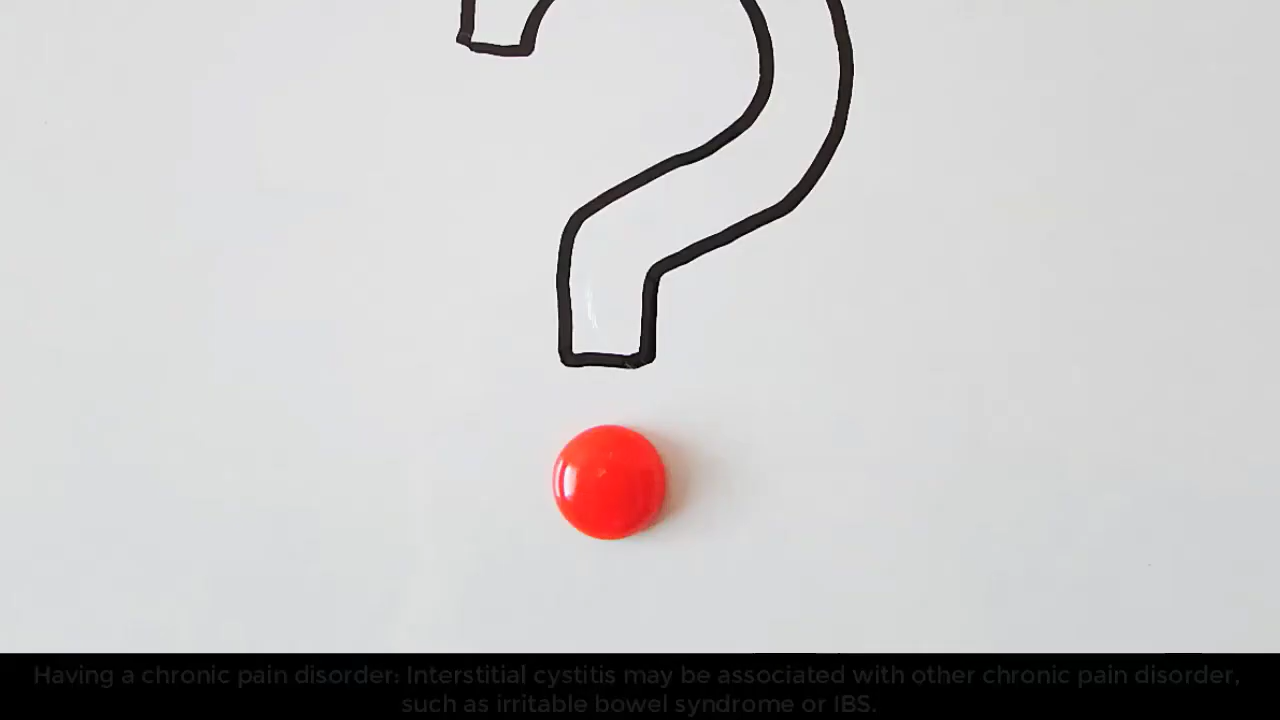 ?
Having a chronic pain disorder: Interstitial cystitis may be associated with other chronic pain disorder,
such as irritable bowel syndrome or IBS.